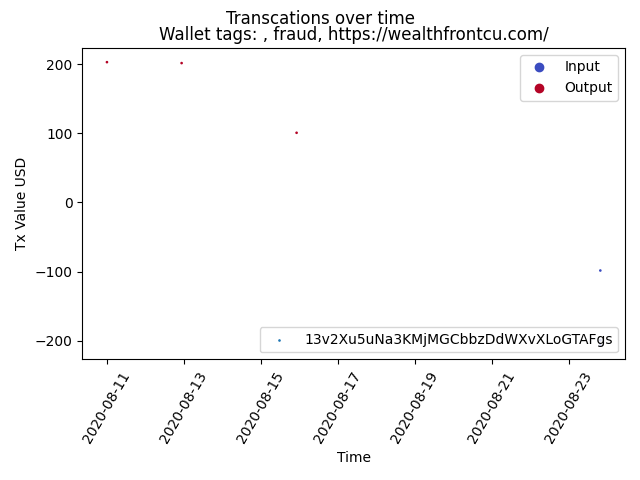 Transcations over time
Wallet tags: , fraud, https://wealthfrontcu.com/
Tx Value USD
200
100
0
−100
−200
Input
Output
13v2Xu5uNa3KMjMGCbbzDdWXvXLoGTAFgs
2020-08-11
2020-08-13
2020-08-15
2020-08-17
2020-08-19
2020-08-21
2020-08-23
Time